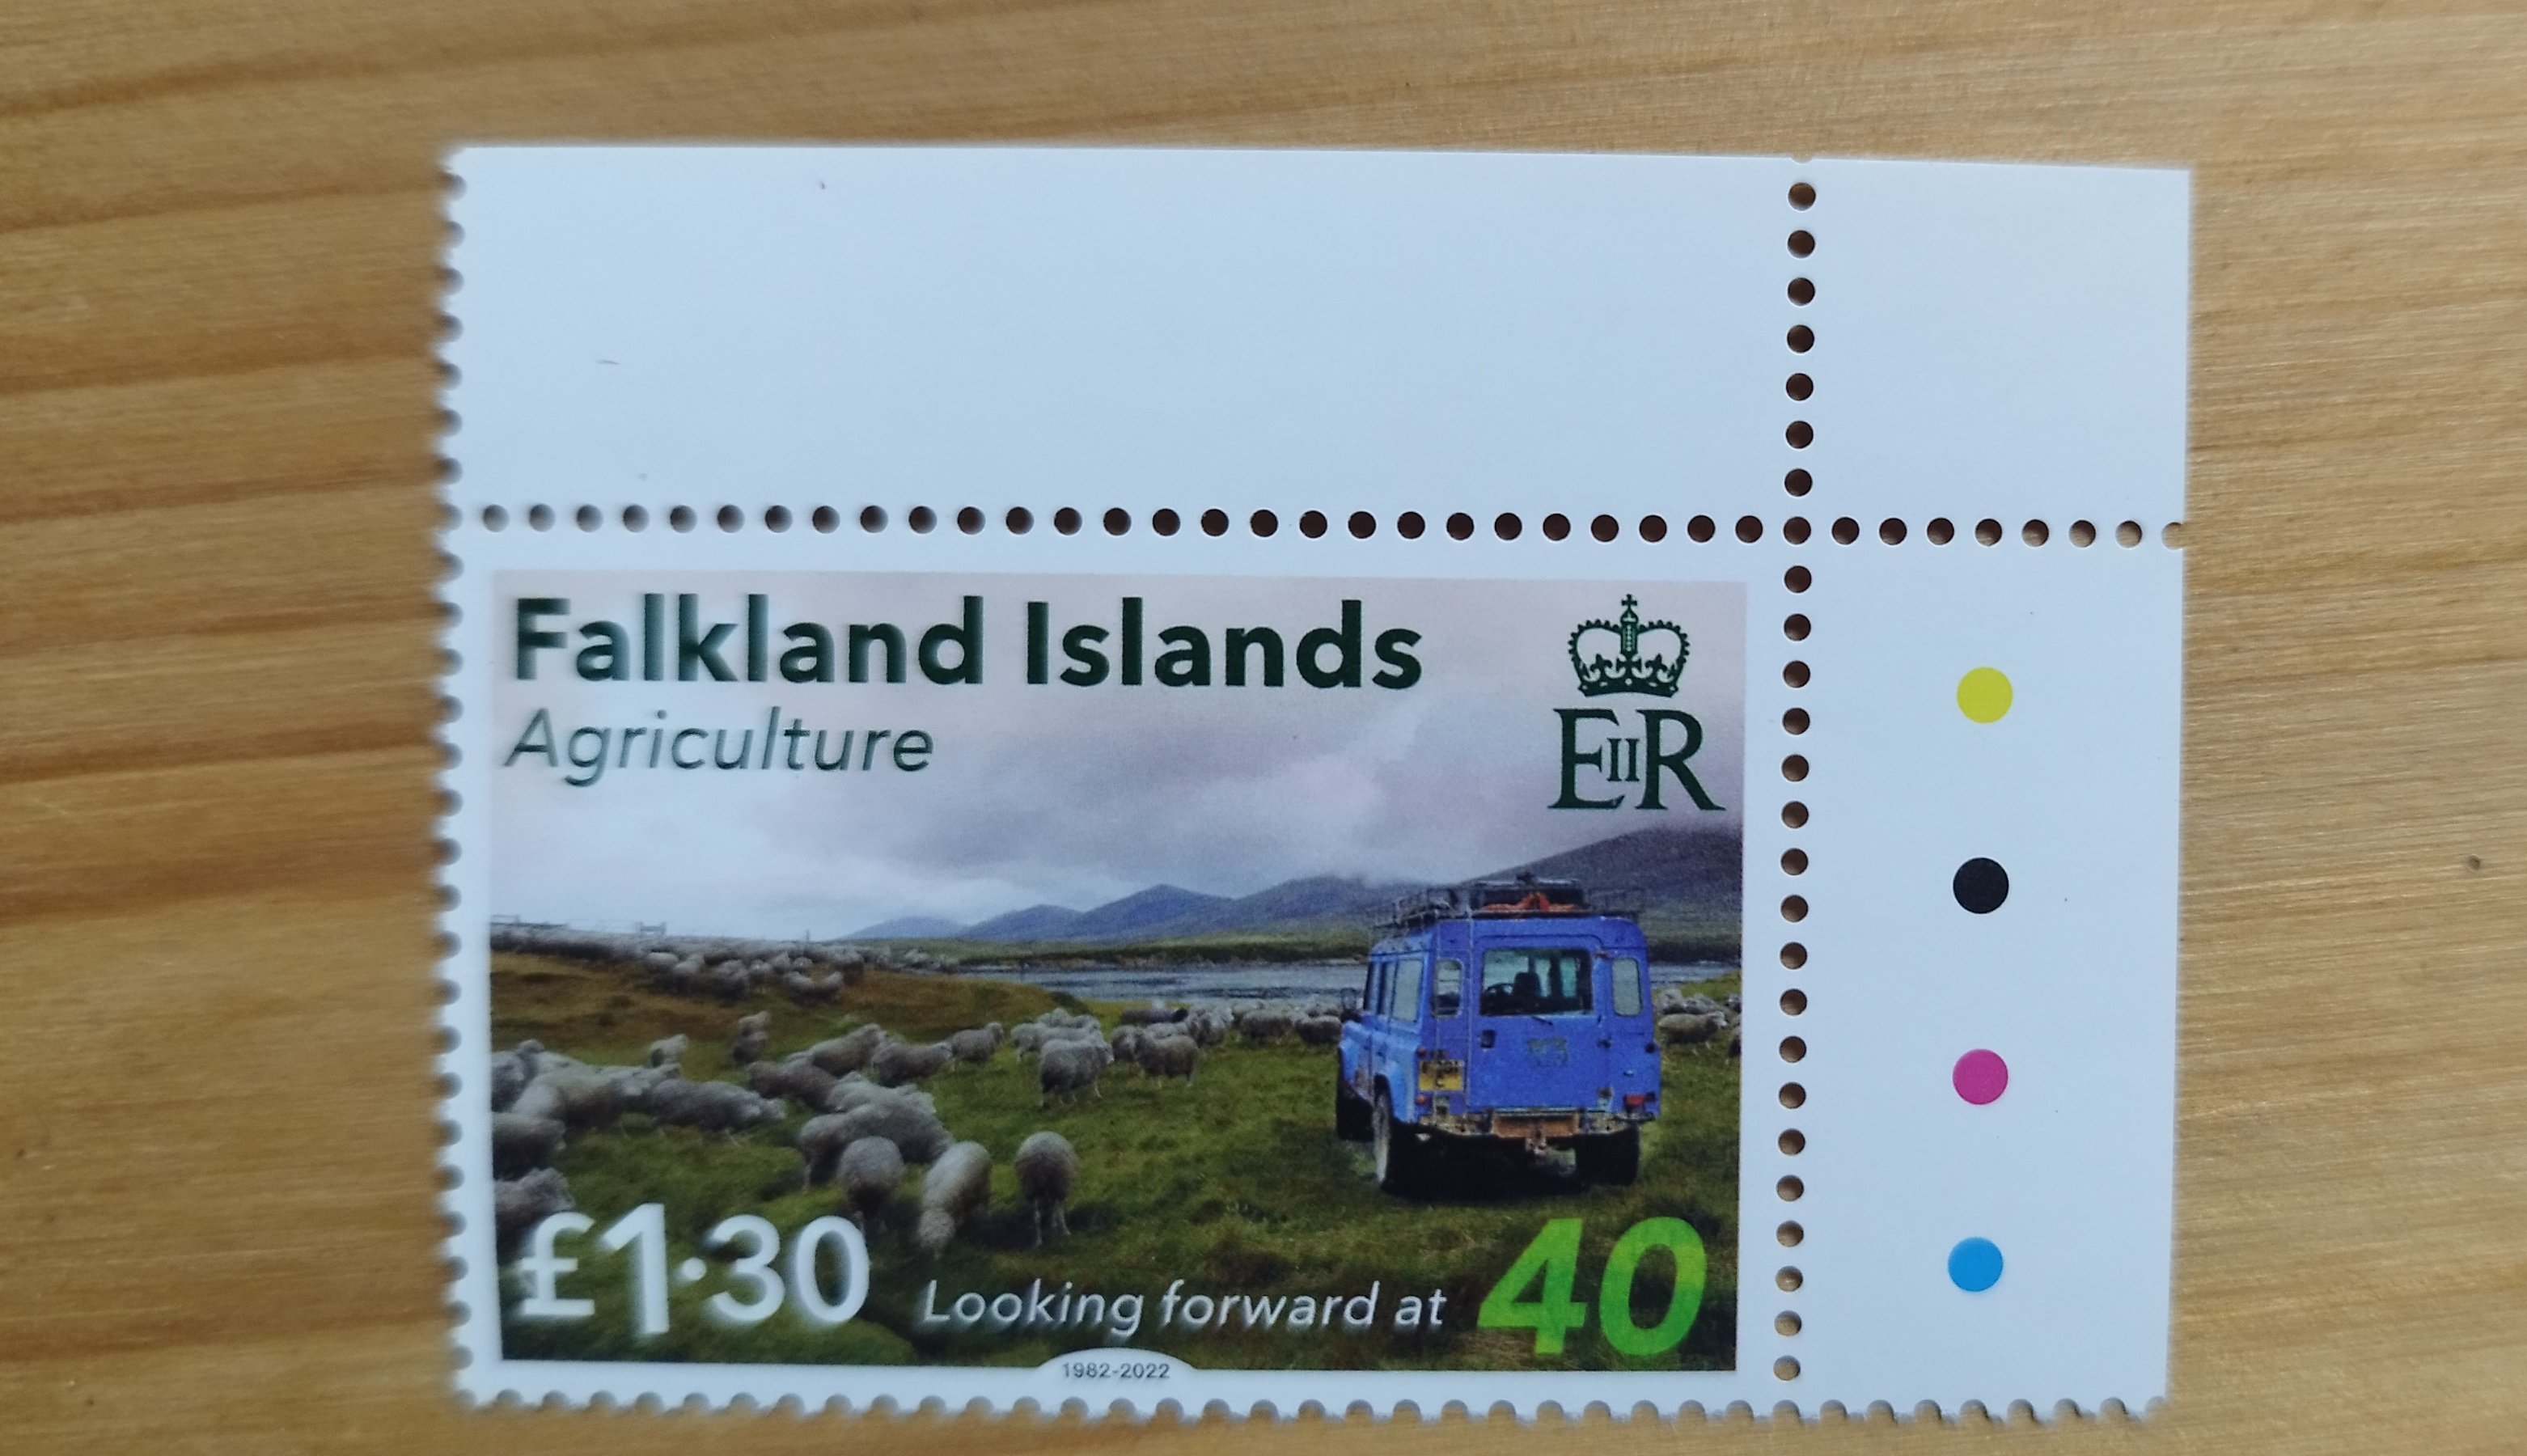 Falkland Islands
Agriculture
EIIR
£1·30
Looking forward at 40
1982-2022